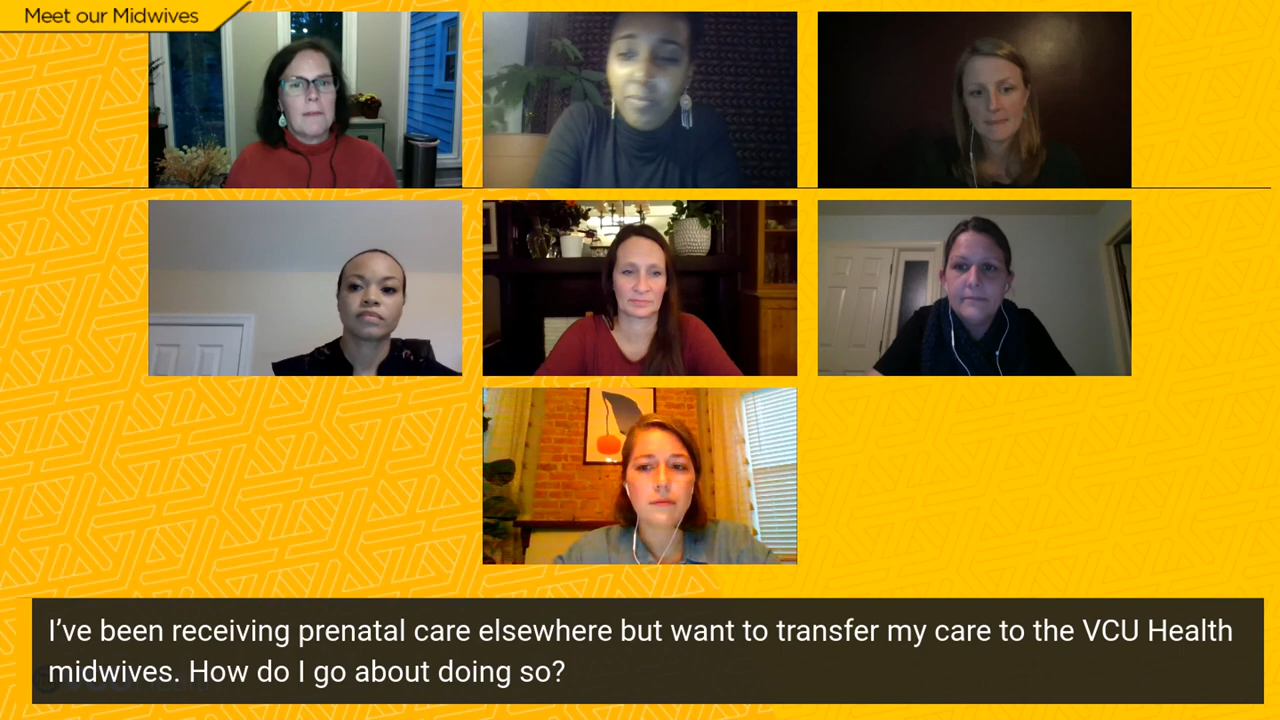 Meet our Midwives
I’ve been receiving prenatal care elsewhere but want to transfer my care to the VCU Health
midwives. How do I go about doing so?